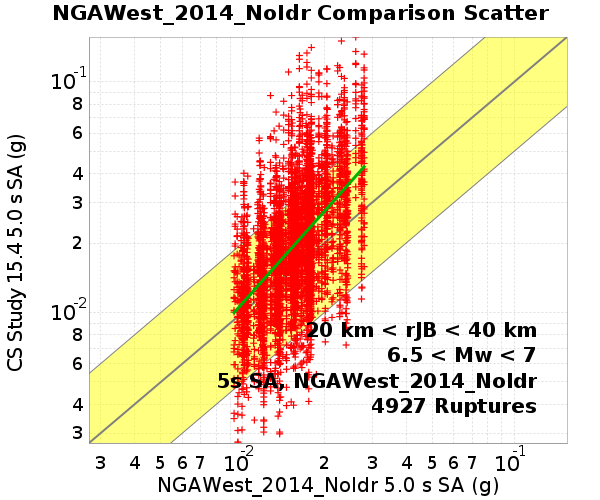 NGAWest_2014_NoIdr Comparison Scatter
CS Study 15.4 5.0 s SA (g)
10-1
8
6
4
3
2
10-2
8
6
4
3
20 km < rJB < 40 km
6.5 < Mw < 7
5s SA, NGAWest_2014_NoIdr
4927 Ruptures
3 4 5 6 7 10-2 2 3 4 5 6 7 10-1
NGAWest_2014_NoIdr 5.0 s SA (g)